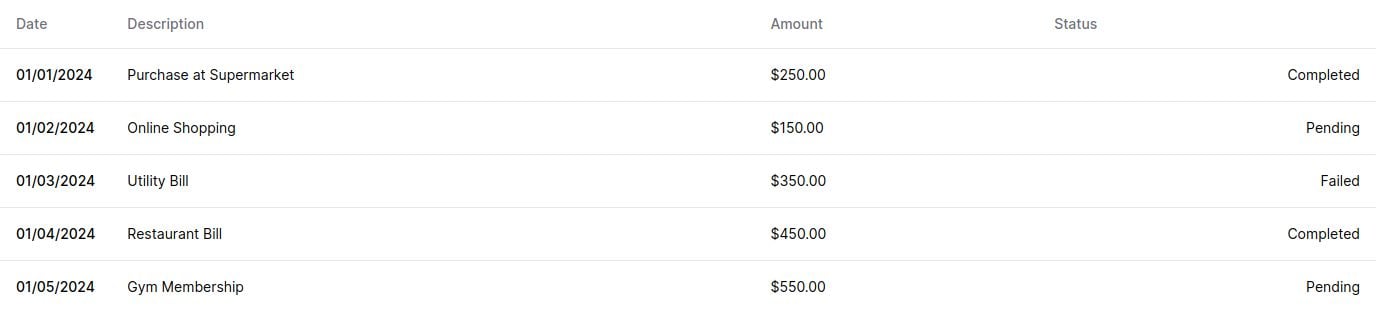 Date Description Amount Status
01/01/2024 Purchase at Supermarket $250.00 Completed
01/02/2024 Online Shopping $150.00 Pending
01/03/2024 Utility Bill $350.00 Failed
01/04/2024 Restaurant Bill $450.00 Completed
01/05/2024 Gym Membership $550.00 Pending